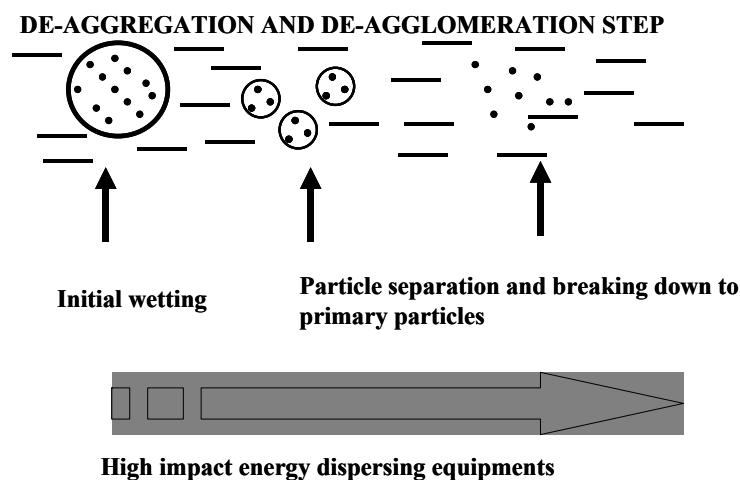 DE-AGGREGATION AND DE-AGGLOMERATION STEP
Initial wetting
Particle separation and breaking down to
primary particles
High impact energy dispersing equipments